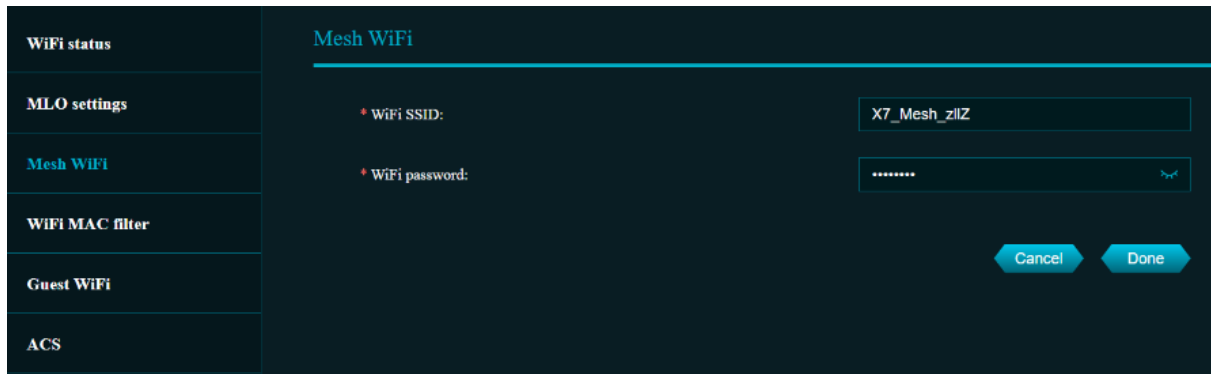 WiFi status
MLO settings
Mesh WiFi
WiFi MAC filter
Guest WiFi
ACS
Mesh WiFi
* WiFi SSID:
X7_Mesh_zllZ
* WiFi password:
••••••••
Cancel
Done